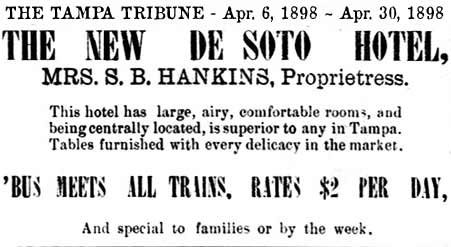 THE TAMPA TRIBUNE - Apr. 6, 1898 ~ Apr. 30, 1898
THE NEW DE SOTO HOTEL,
MRS. S. B. HANKINS, Proprietress.
This hotel has large, airy, comfortable rooms, and
being centrally located, is superior to any in Tampa.
Tables furnished with every delicacy in the market.
'BUS MEETS ALL TRAINS, RATES $2 PER DAY,
And special to families or by the week.